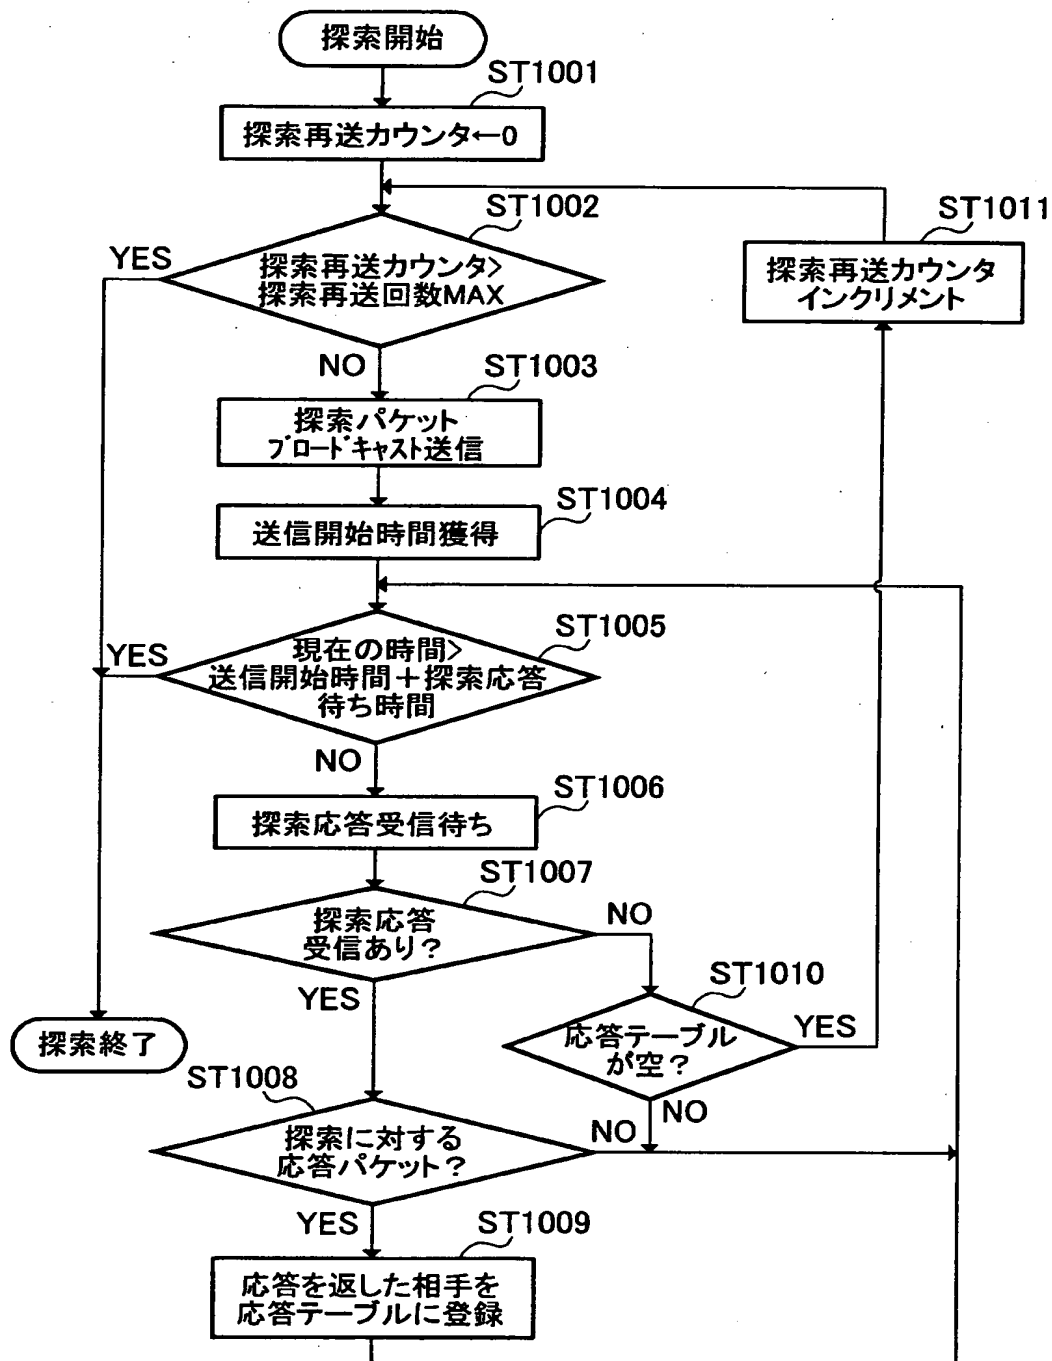 探索開始
ST1001
探索再送カウンタ←0
ST1002
YES
探索再送カウンタ>
探索再送回数MAX
ST1011
探索再送カウンタ
インクリメント
NO
ST1003
探索パケット
ブロードキャスト送信
ST1004
送信開始時間獲得
ST1005
YES
現在の時間>
送信開始時間+探索応答
待ち時間
NO
ST1006
探索応答受信待ち
ST1007
探索応答
受信あり?
NO
YES
ST1010
応答テーブル
が空?
YES
NO
探索終了
ST1008
探索に対する
応答パケット?
NO
YES
ST1009
応答を返した相手を
応答テーブルに登録